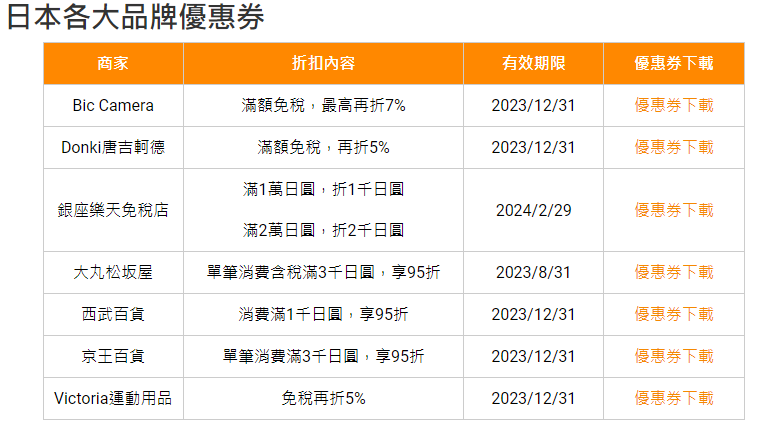 日本各大品牌優惠券
商家 折扣內容 有效期限 優惠券下載
Bic Camera 滿額免稅，最高再折7% 2023/12/31 優惠券下載
Donki唐吉軻德 滿額免稅，再折5% 2023/12/31 優惠券下載
滿1萬日圓，折1千日圓
銀座樂天免稅店 2024/2/29 優惠券下載
滿2萬日圓，折2千日圓
大丸松坂屋 單筆消費含稅滿3千日圓，享95折 2023/8/31 優惠券下載
西武百貨 消費滿1千日圓，享95折 2023/12/31 優惠券下載
京王百貨 單筆消費滿3千日圓，享95折 2023/12/31 優惠券下載
Victoria運動用品 免稅再折5% 2023/12/31 優惠券下載